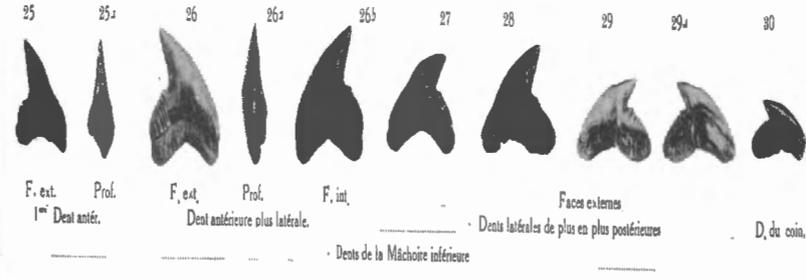 25 25a 26 26a 26b 27 28 29 29a 30
F. ext. Prof. F. ext. Prof. F. int.
Faces externes
Dent antér. Dent antérieure plus latérale. Dents latérales de plus en plus postérieures D. du coin.
Dents de la Mâchoire inférieure